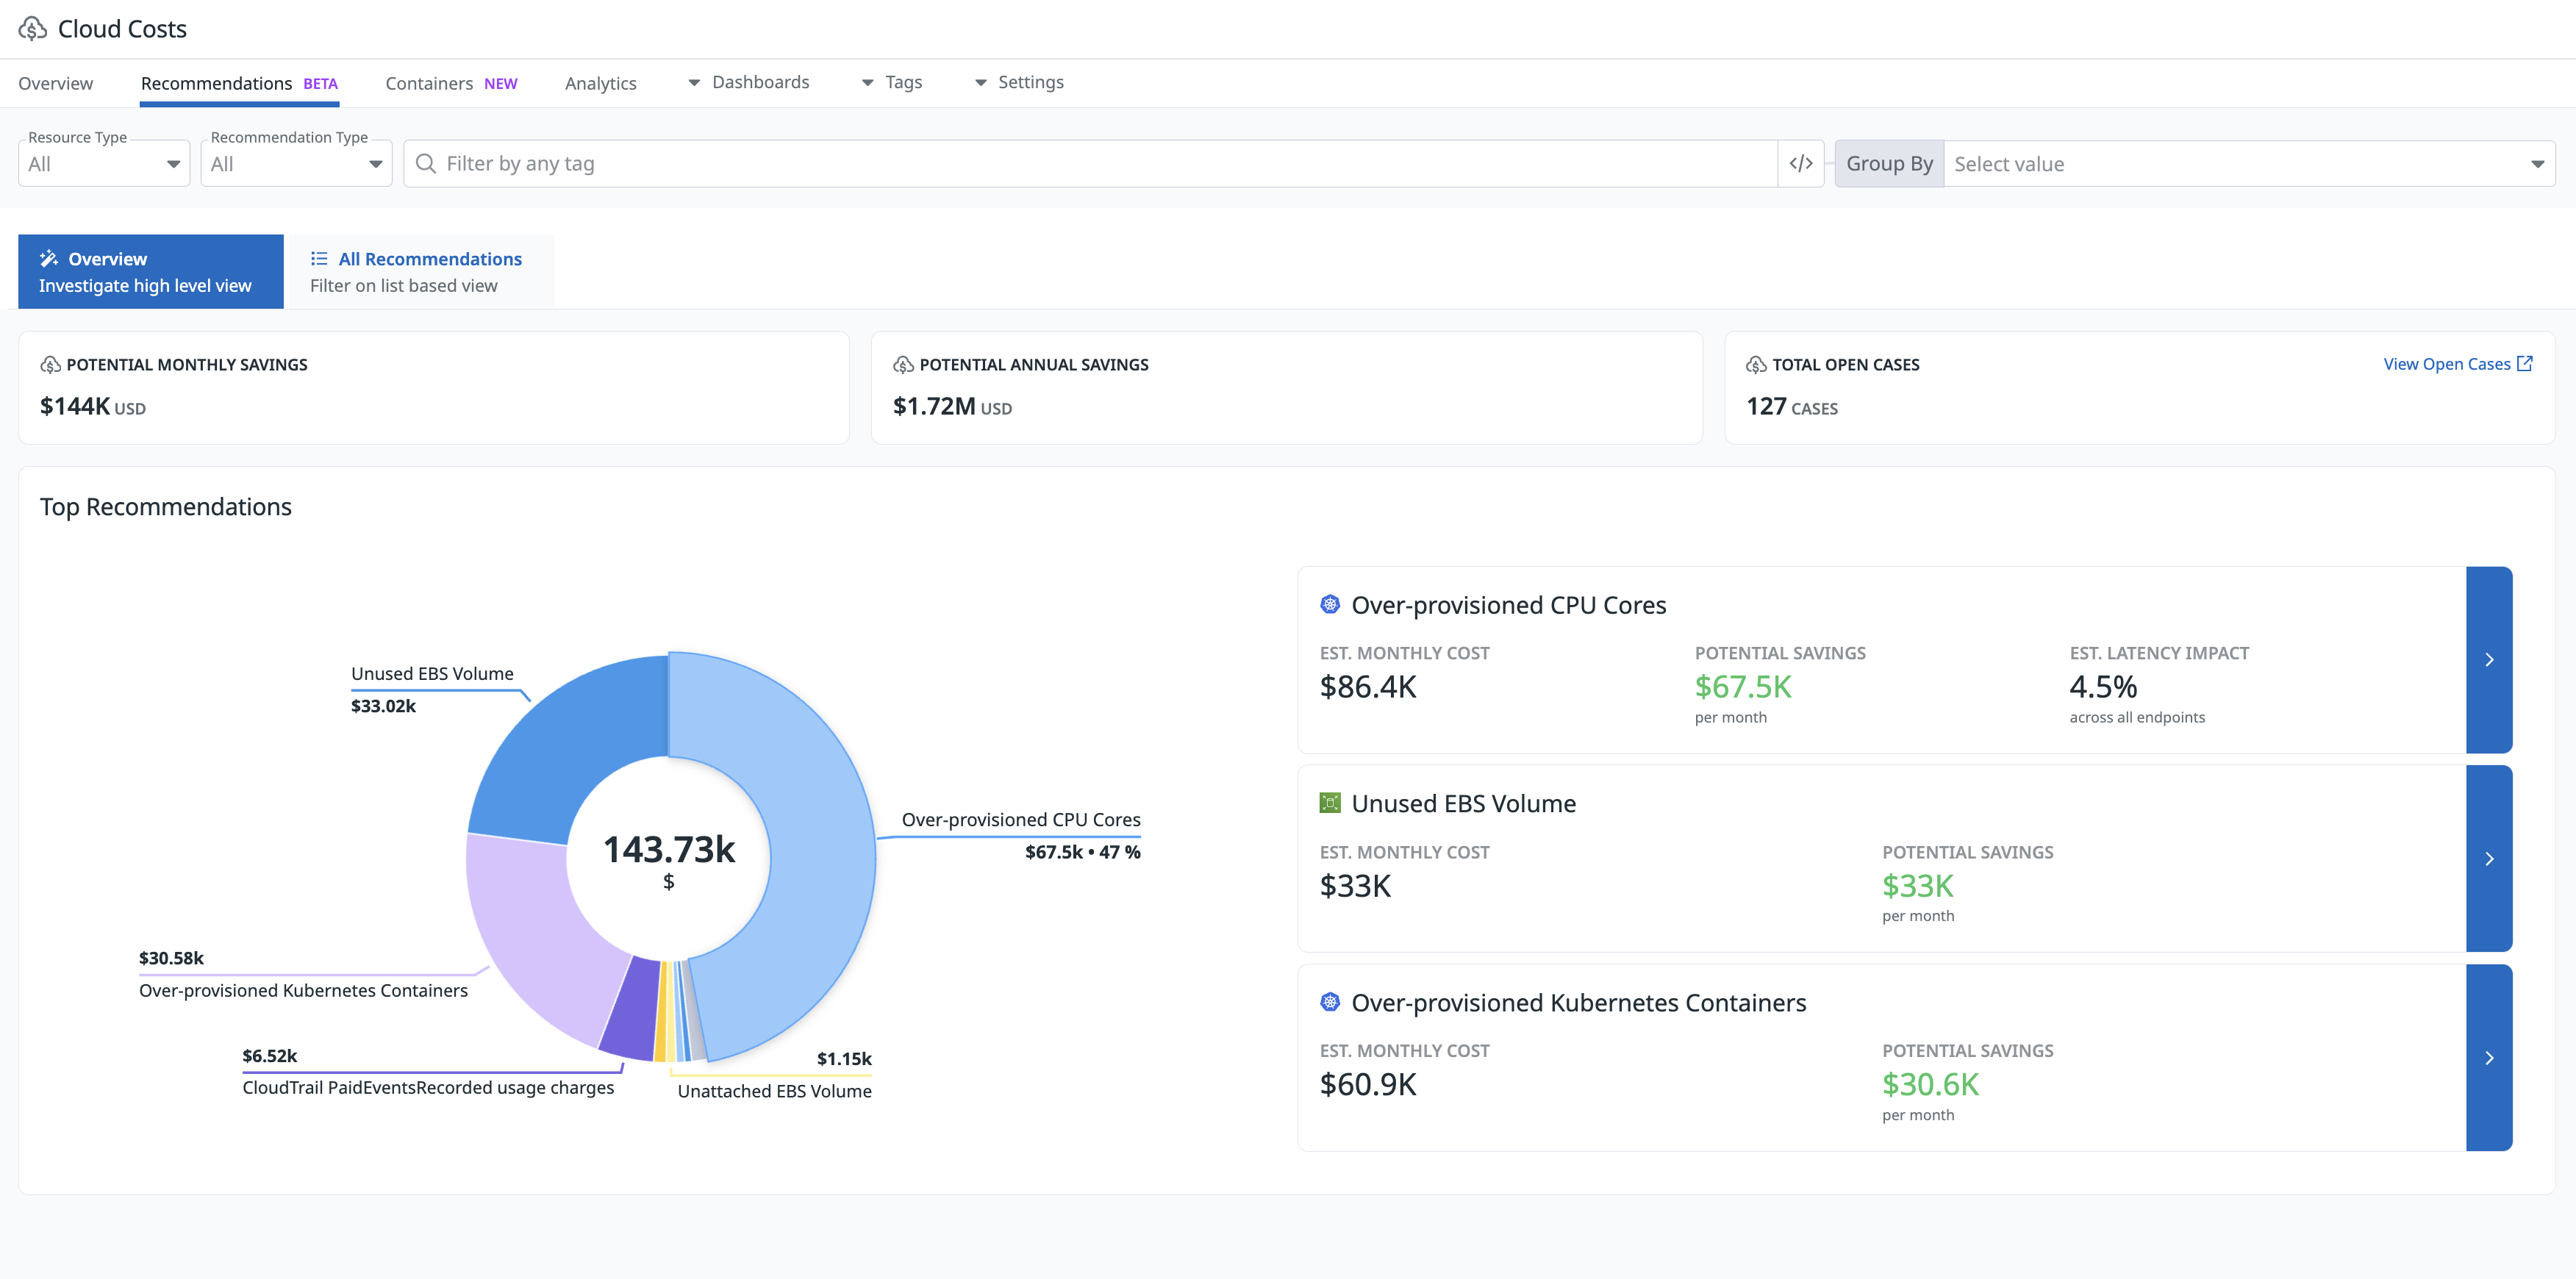 Cloud Costs
Overview Recommendations BETA Containers NEW Analytics Dashboards Tags Settings
Resource Type
All
Recommendation Type
All
Filter by any tag
</>
Group By Select value
Overview
Investigate high level view
All Recommendations
Filter on list based view
POTENTIAL MONTHLY SAVINGS
$144K USD
POTENTIAL ANNUAL SAVINGS
$1.72M USD
TOTAL OPEN CASES
View Open Cases
127 CASES
Top Recommendations
Unused EBS Volume
$33.02k
143.73k
$
Over-provisioned CPU Cores
$67.5k • 47 %
$30.58k
Over-provisioned Kubernetes Containers
$6.52k
CloudTrail PaidEventsRecorded usage charges
$1.15k
Unattached EBS Volume
Over-provisioned CPU Cores
EST. MONTHLY COST
$86.4K
POTENTIAL SAVINGS
$67.5K
per month
EST. LATENCY IMPACT
4.5%
across all endpoints
Unused EBS Volume
EST. MONTHLY COST
$33K
POTENTIAL SAVINGS
$33K
per month
Over-provisioned Kubernetes Containers
EST. MONTHLY COST
$60.9K
POTENTIAL SAVINGS
$30.6K
per month